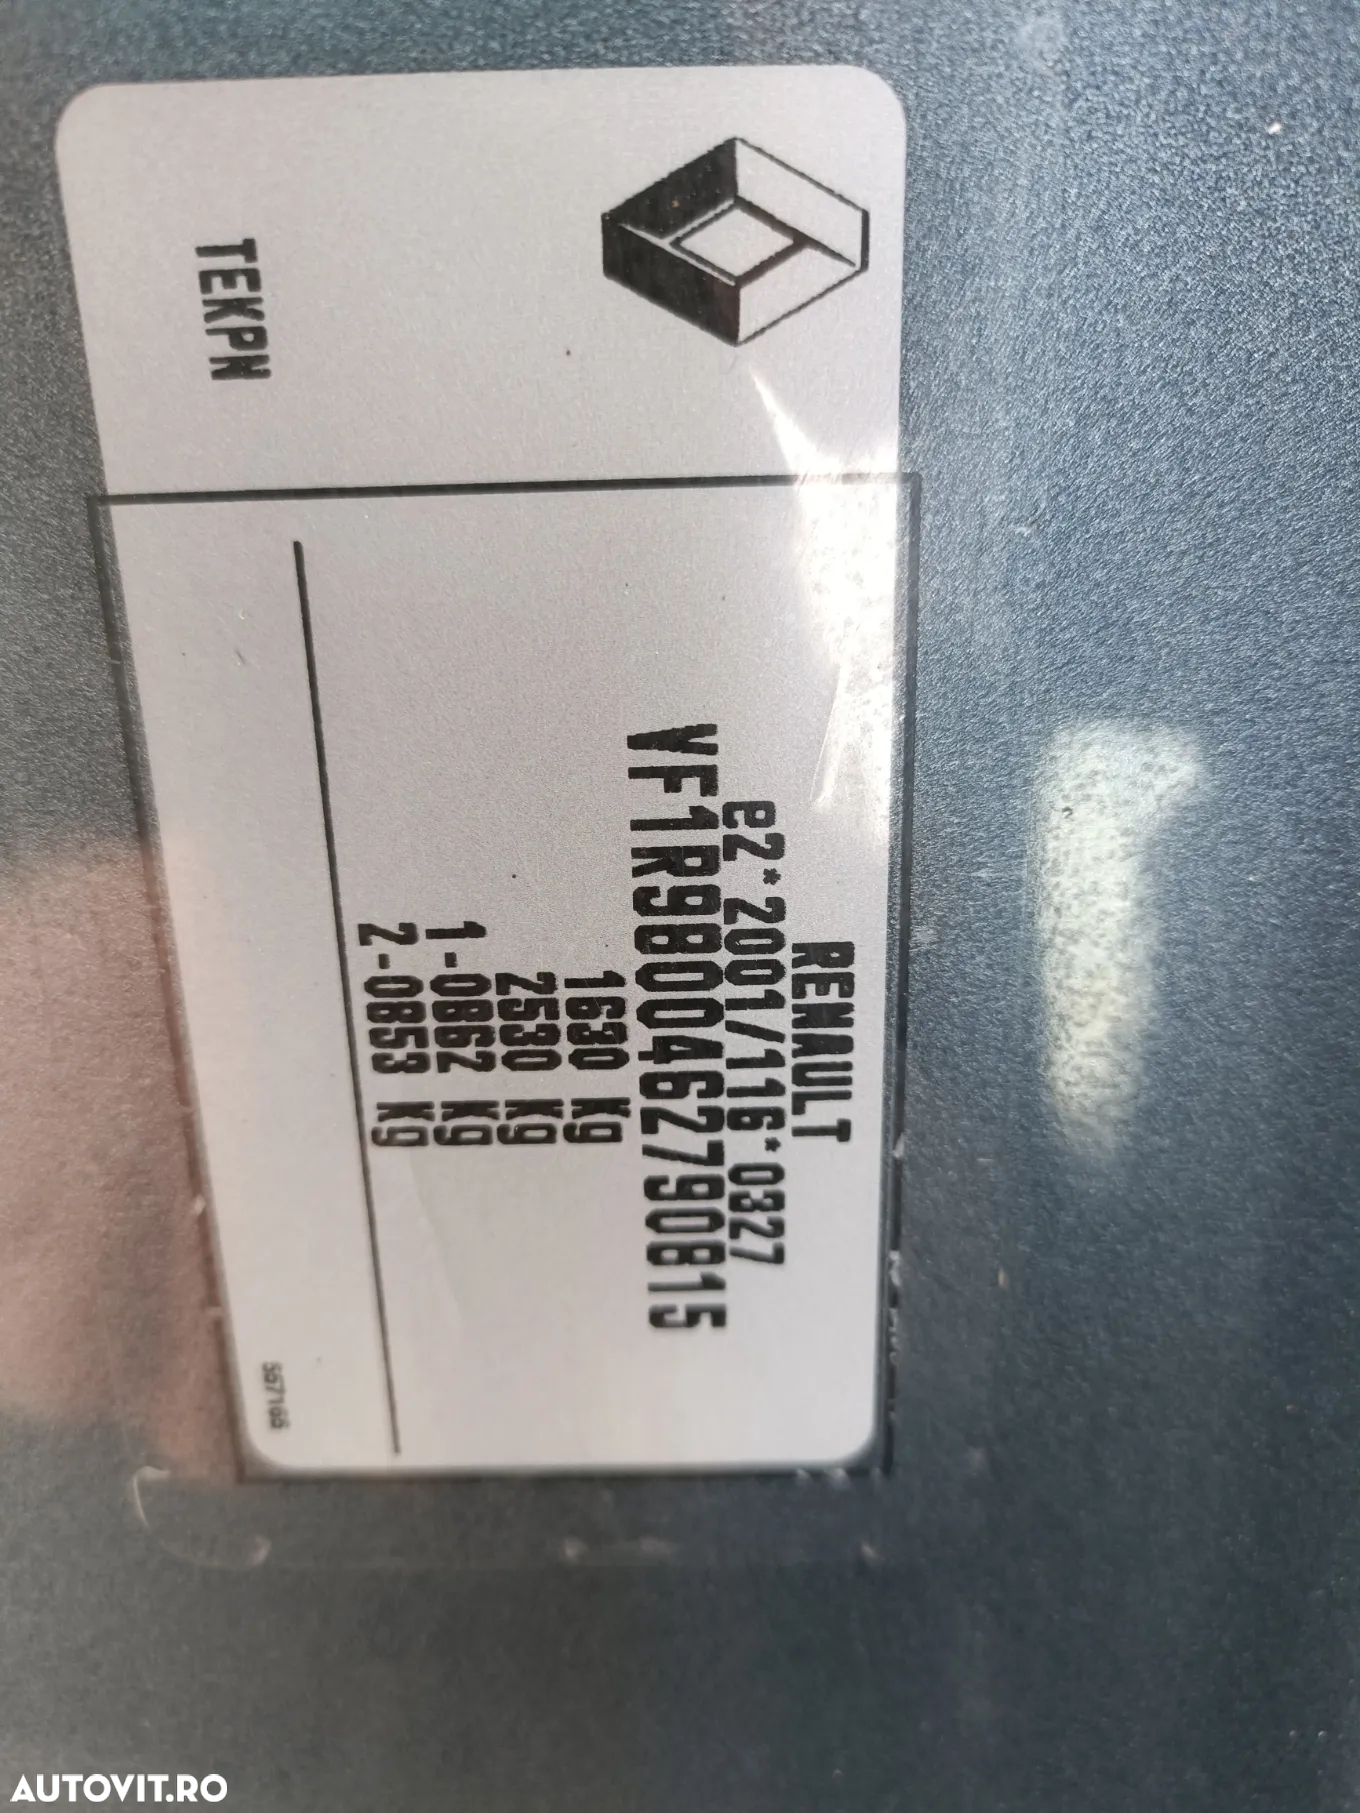 RENAULT
e2*2001/116*0327
VF1R9800462790815
1630 Kg
2530 Kg
1-0862 Kg
2-0853 Kg
TEKPN
557166
AUTOVIT.RO